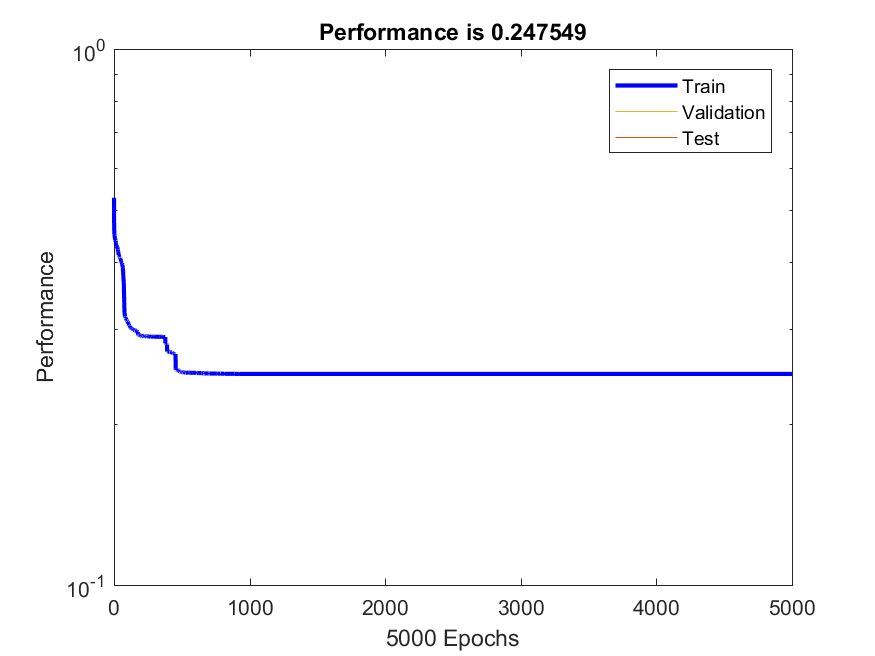 Performance is 0.247549
10^0
Train
Validation
Test
Performance
10^-1
0 1000 2000 3000 4000 5000
5000 Epochs